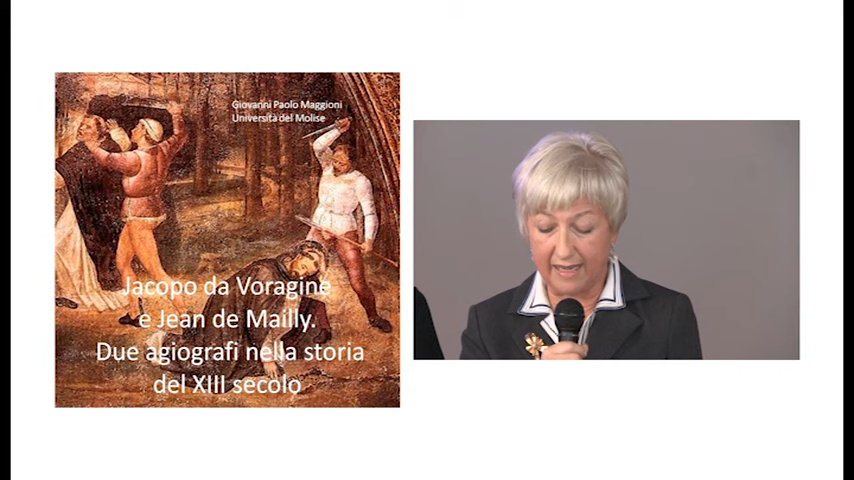 Giovanni Paolo Maggioni
Università del Molise
Jacopo da Voragine
e Jean de Mailly.
Due agiografi nella storia
del XIII secolo